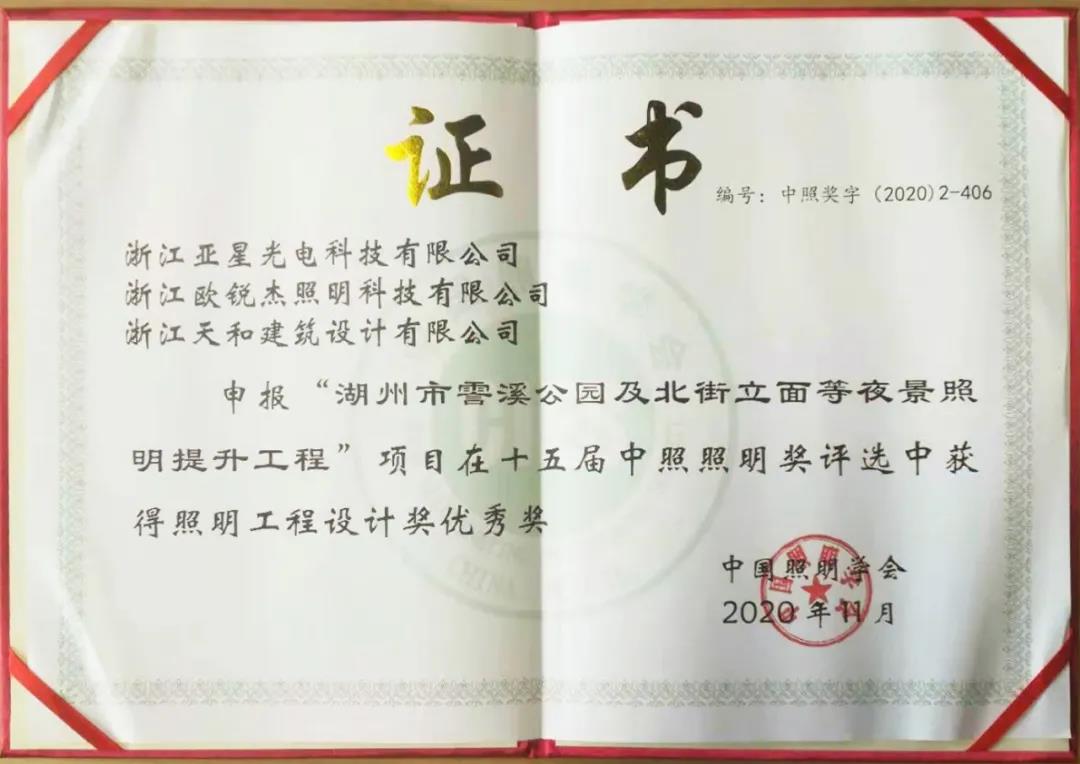 证 书
编号：中照奖字（2020）2-406
浙江亚星光电科技有限公司
浙江欧锐杰照明科技有限公司
浙江天和建筑设计有限公司
申报“湖州市霅溪公园及北街立面等夜景照
明提升工程”项目在十五届中照照明奖评选中获
得照明工程设计奖优秀奖
中国照明学会
2020年11月